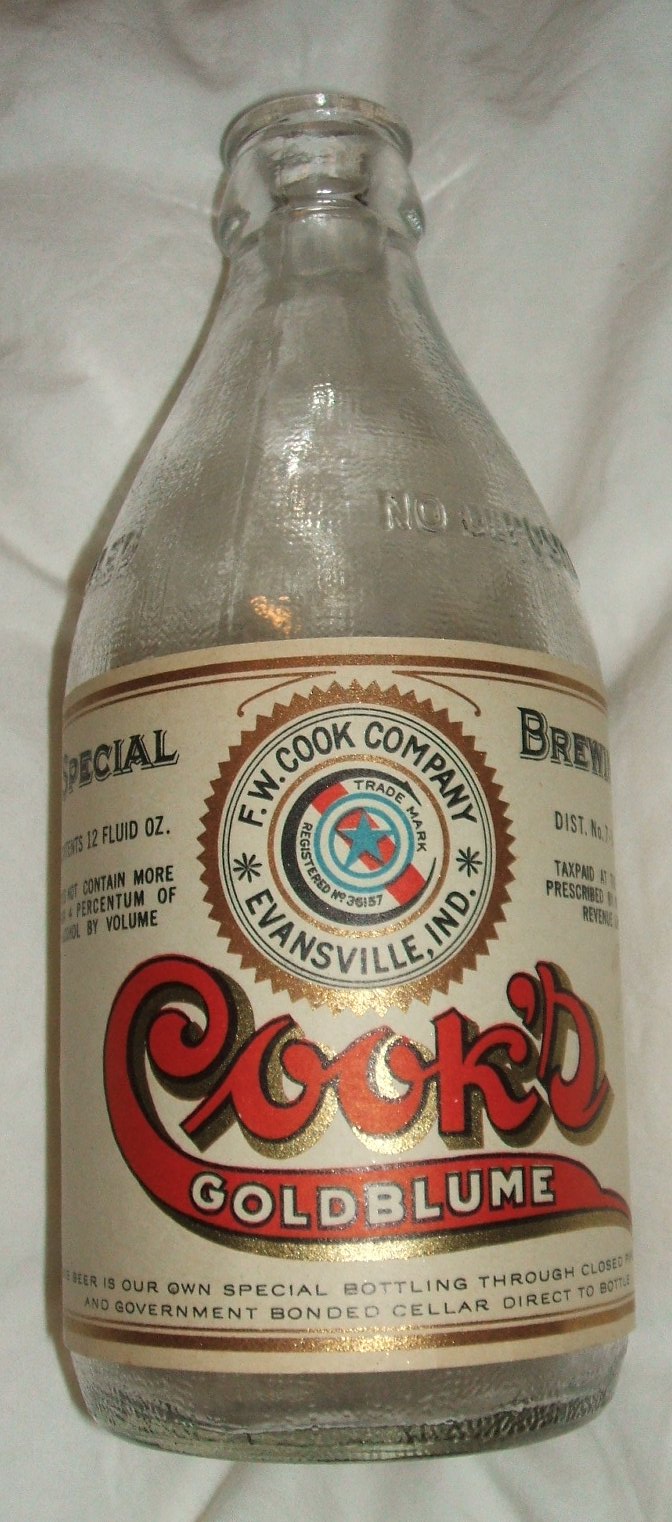 NO DEPOSIT
SPECIAL
12 FLUID OZ.
NOT CONTAIN MORE
4 PERCENTUM OF
BY VOLUME
F.W. COOK COMPANY
EVANSVILLE, IND.
TRADE MARK
REGISTERED No. 36157
DIST. No.
TAXPAID AT
PRESCRIBED
REVENUE
Cook's
GOLDBLUME
BEER IS OUR OWN SPECIAL BOTTLING THROUGH CLOSED
AND GOVERNMENT BONDED CELLAR DIRECT TO BOTTLE